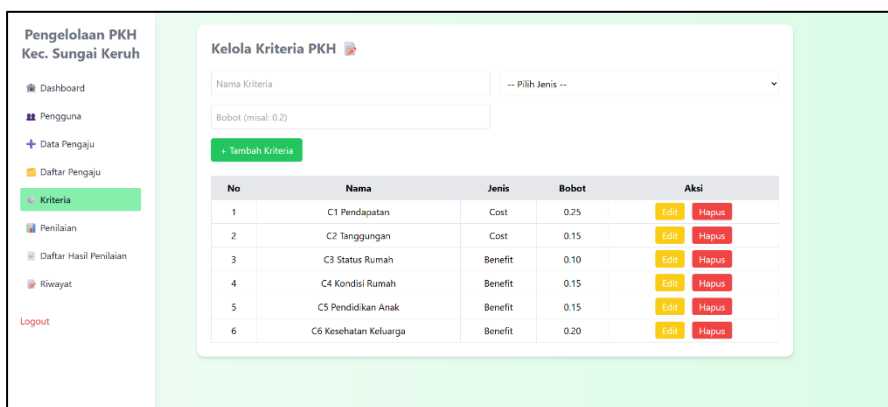 Pengelolaan PKH
Kec. Sungai Keruh
Dashboard
Pengguna
Data Pengaju
Daftar Pengaju
Kriteria
Penilaian
Daftar Hasil Penilaian
Riwayat
Logout
Kelola Kriteria PKH
Nama Kriteria
-- Pilih Jenis --
Bobot (misal: 0.2)
+ Tambah Kriteria
No Nama Jenis Bobot Aksi
1 C1 Pendapatan Cost 0.25 Edit Hapus
2 C2 Tanggungan Cost 0.15 Edit Hapus
3 C3 Status Rumah Benefit 0.10 Edit Hapus
4 C4 Kondisi Rumah Benefit 0.15 Edit Hapus
5 C5 Pendidikan Anak Benefit 0.15 Edit Hapus
6 C6 Kesehatan Keluarga Benefit 0.20 Edit Hapus